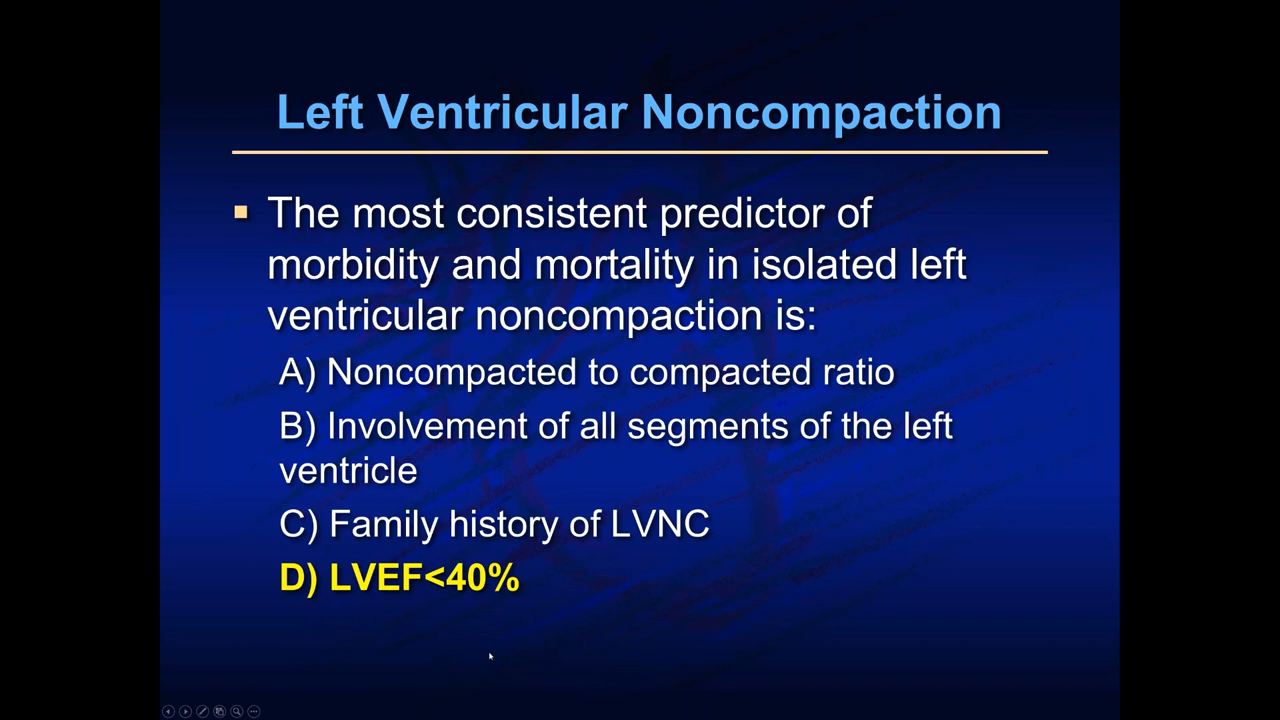 Left Ventricular Noncompaction
The most consistent predictor of
morbidity and mortality in isolated left
ventricular noncompaction is:
A) Noncompacted to compacted ratio
B) Involvement of all segments of the left
ventricle
C) Family history of LVNC
D) LVEF<40%